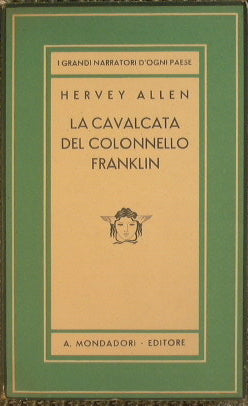 I GRANDI NARRATORI D'OGNI PAESE
HERVEY ALLEN
LA CAVALCATA
DEL COLONNELLO
FRANKLIN
A. MONDADORI - EDITORE